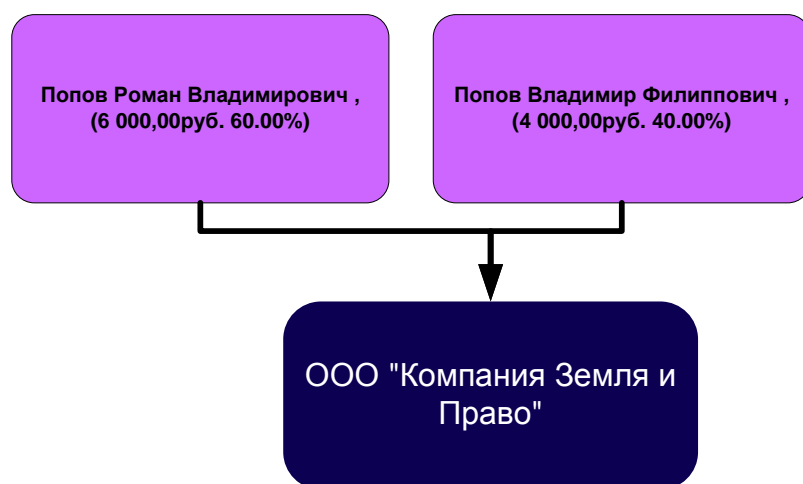 Попов Роман Владимирович ,
(6 000,00руб. 60.00%)
Попов Владимир Филиппович ,
(4 000,00руб. 40.00%)
ООО "Компания Земля и
Право"